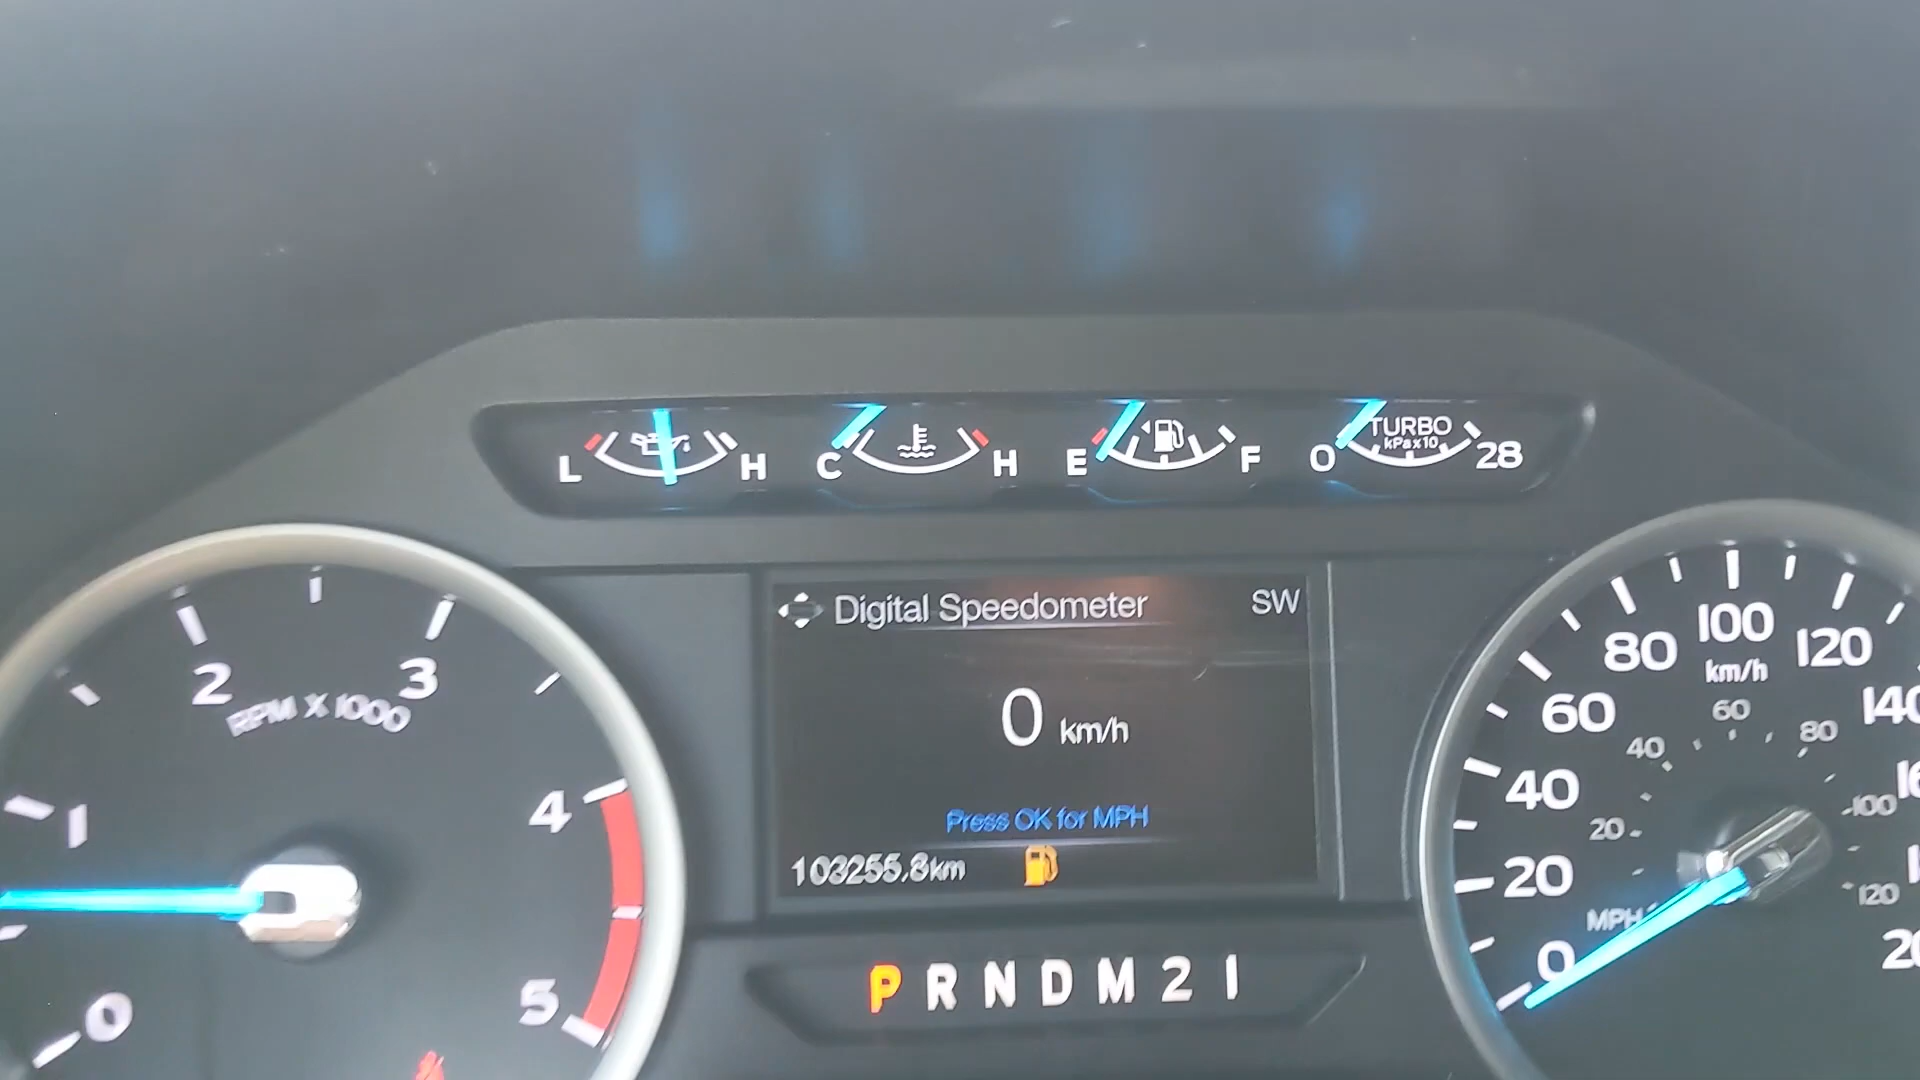 L H C H E F 0 TURBO 28
kPax10
Digital Speedometer SW
0 km/h
Press OK for MPH
103255.8km
P R N D M 2 1
0 1 2 3 4 5
RPM X 1000
0 20 40 60 80 100 120 140
km/h
20 40 60 80 100 120
MPH